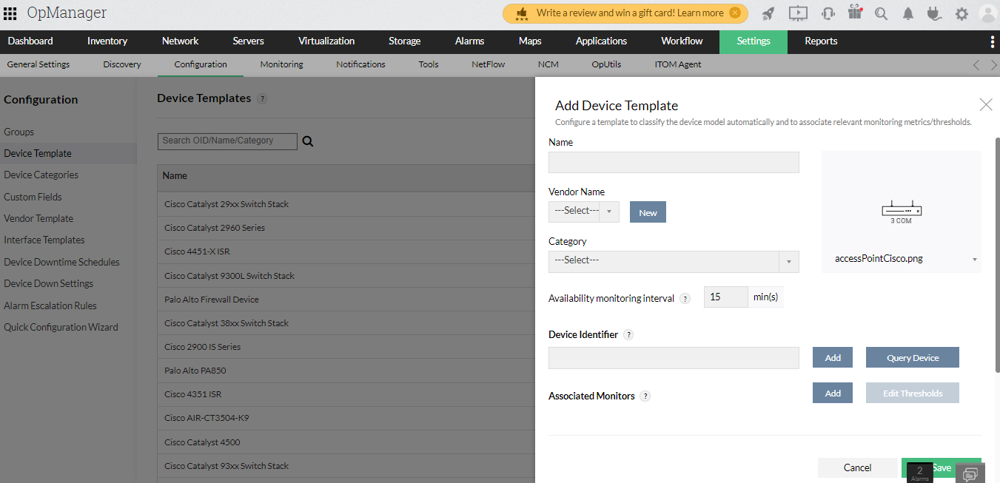 OpManager
Write a review and win a gift card! Learn more
Dashboard Inventory Network Servers Virtualization Storage Alarms Maps Applications Workflow Settings Reports
General Settings Discovery Configuration Monitoring Notifications Tools NetFlow NCM OpUtils ITOM Agent
Configuration
Groups
Device Template
Device Categories
Custom Fields
Vendor Template
Interface Templates
Device Downtime Schedules
Device Down Settings
Alarm Escalation Rules
Quick Configuration Wizard
Device Templates ?
Search OID/Name/Category
Name
Cisco Catalyst 29xx Switch Stack
Cisco Catalyst 2960 Series
Cisco 4451-X ISR
Cisco Catalyst 9300L Switch Stack
Palo Alto Firewall Device
Cisco Catalyst 38xx Switch Stack
Cisco 2900 IS Series
Palo Alto PA850
Cisco 4351 ISR
Cisco AIR-CT3504-K9
Cisco Catalyst 4500
Cisco Catalyst 93xx Switch Stack
Add Device Template
Configure a template to classify the device model automatically and to associate relevant monitoring metrics/thresholds.
Name
Vendor Name
---Select--- New
Category
---Select---
3 COM
accessPointCisco.png
Availability monitoring interval ? 15 min(s)
Device Identifier ?
Add Query Device
Associated Monitors ? Add Edit Thresholds
Cancel Save
2
Alarms